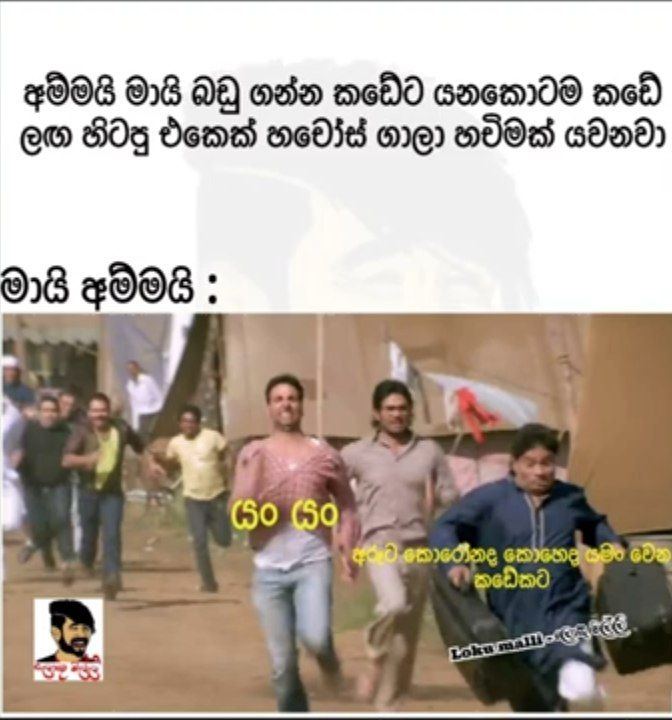 අම්මයි මායි බඩු ගන්න කඩේට යනකොටම කඩේ
ලඟ හිටපු එකෙක් හචෝස් ගාලා හචිමක් යවනවා
මායි අම්මයි :
යං යං
අරූට කොරෝනද කොහෙද යමං වෙන
කඩේකට
Loku malli -